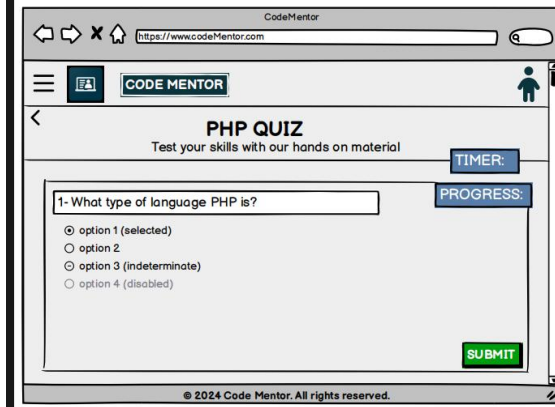 CodeMentor
https://www.codeMentor.com
CODE MENTOR
PHP QUIZ
Test your skills with our hands on material
TIMER:
PROGRESS:
1- What type of language PHP is?
option 1 (selected)
option 2
option 3 (indeterminate)
option 4 (disabled)
SUBMIT
© 2024 Code Mentor. All rights reserved.